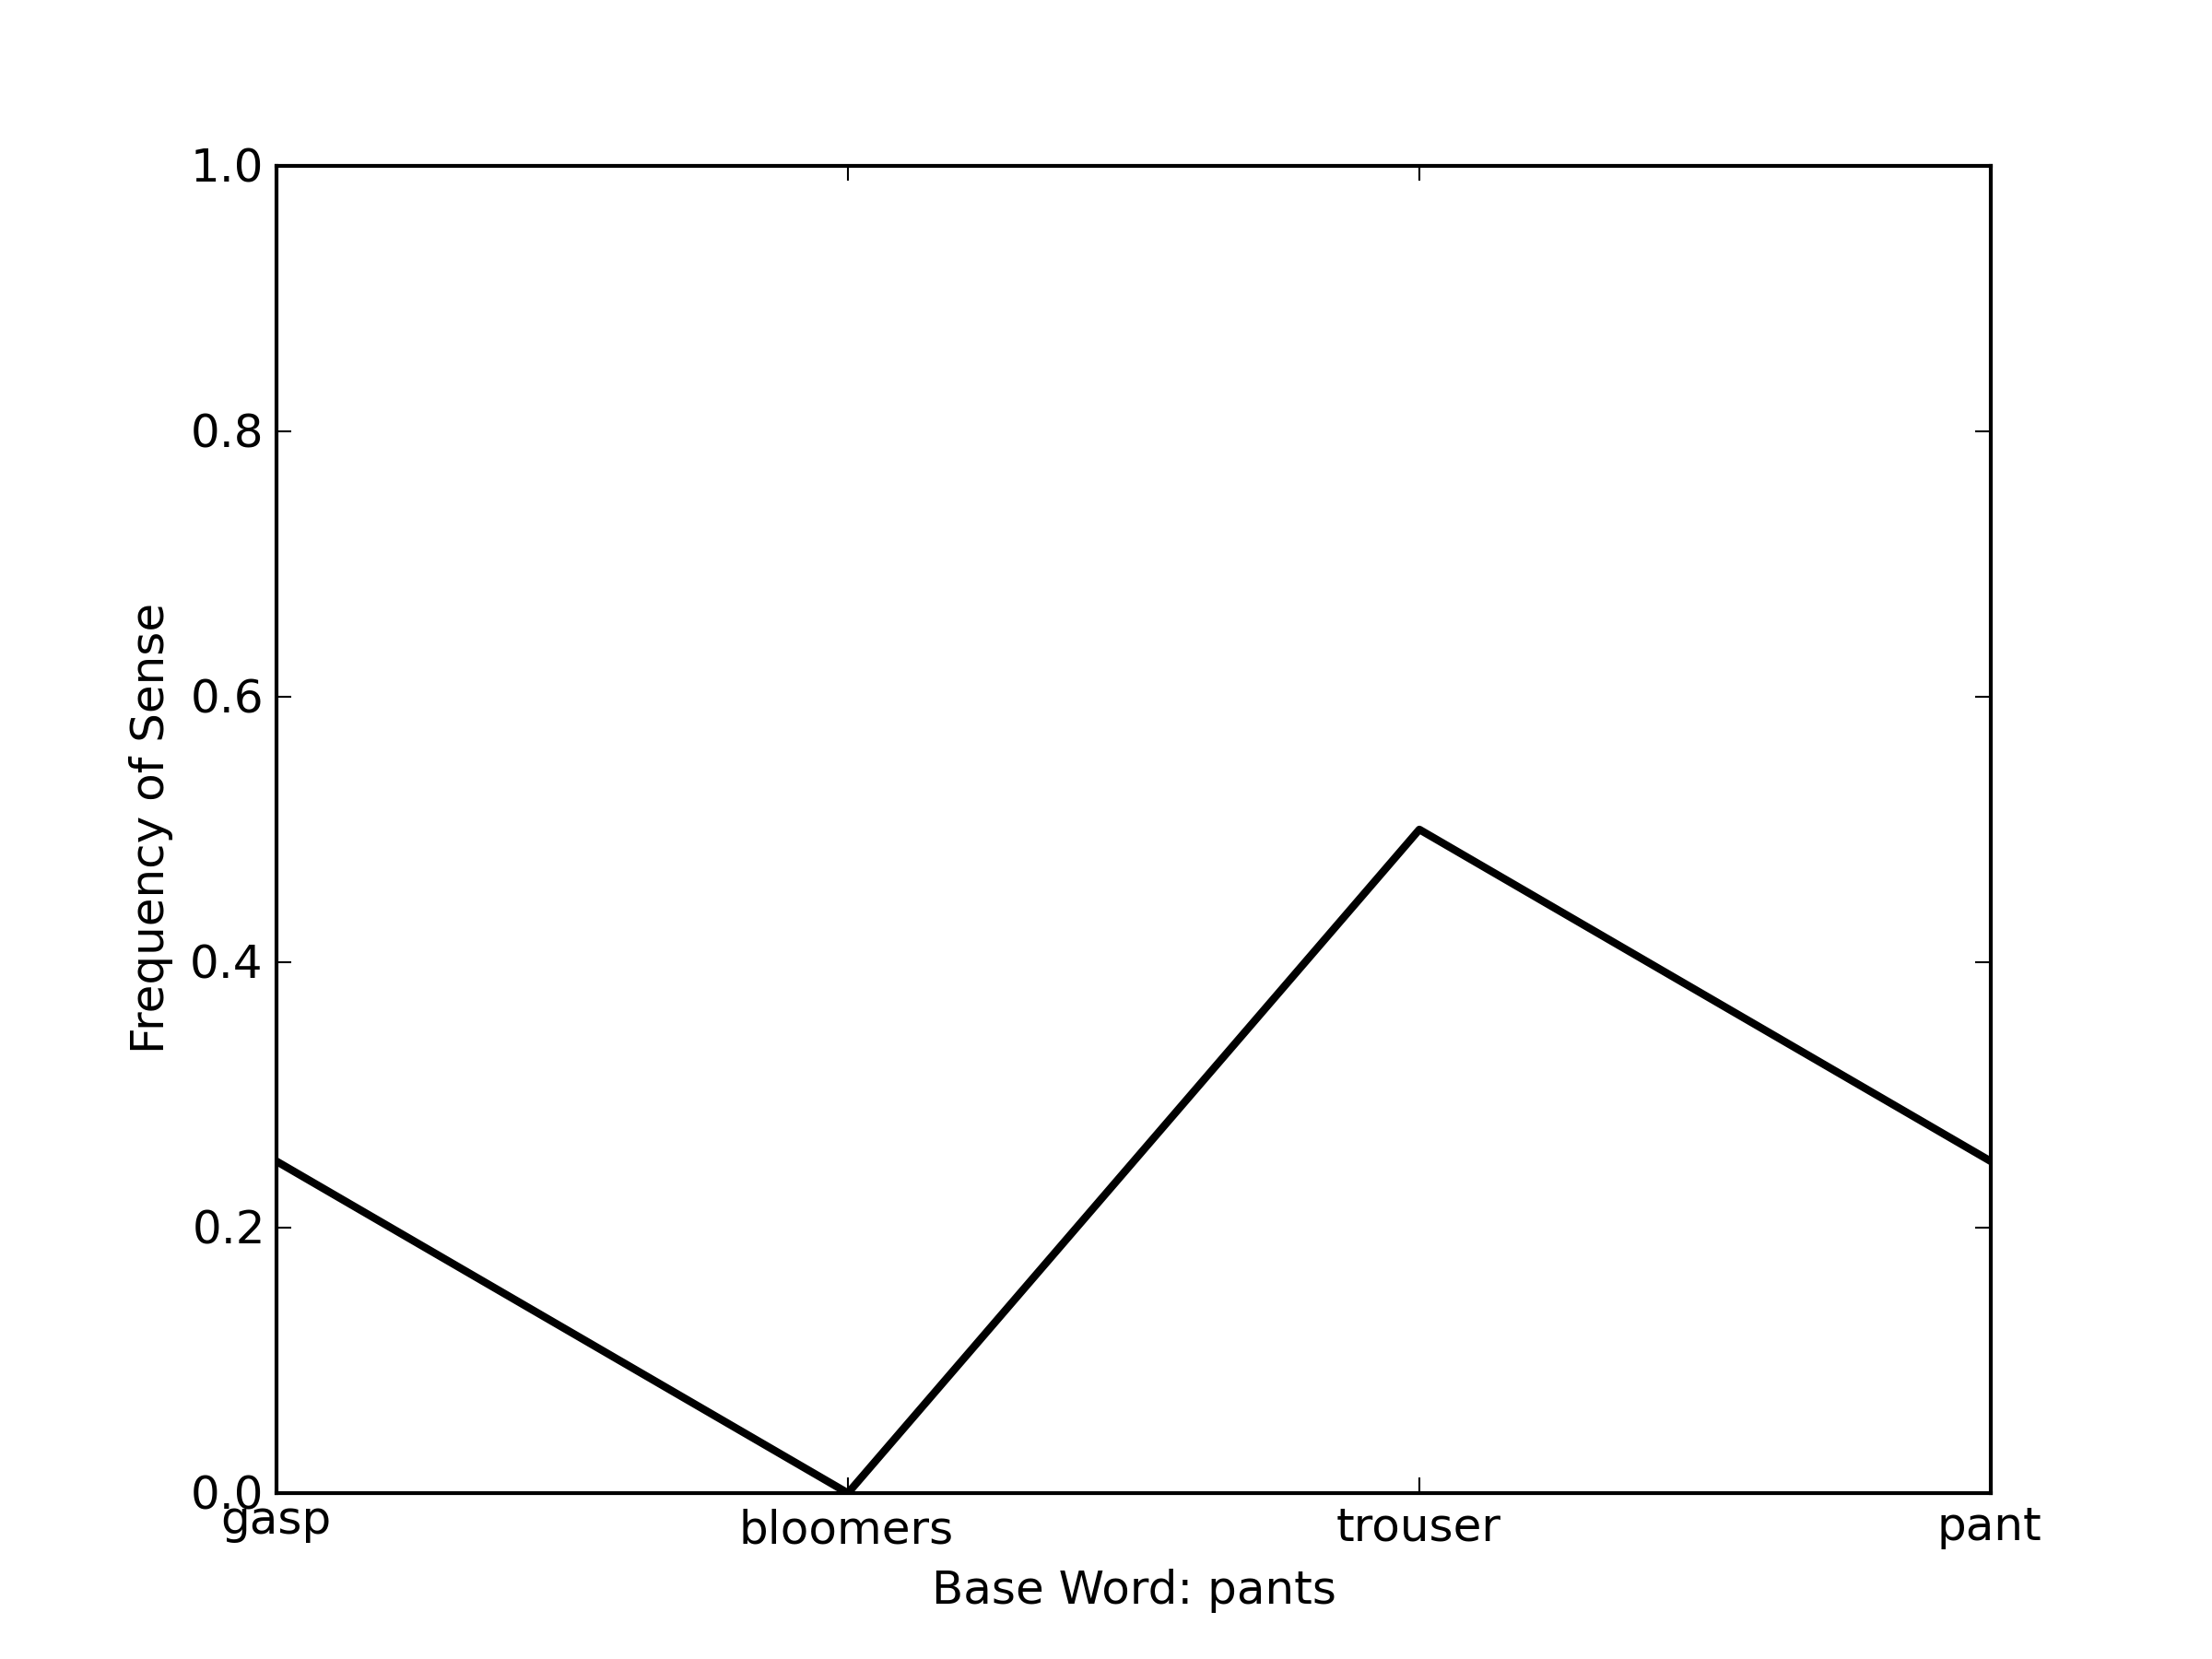 1.0
0.8
0.6
0.4
0.2
0.0
Frequency of Sense
gasp
bloomers
trouser
pant
Base Word: pants